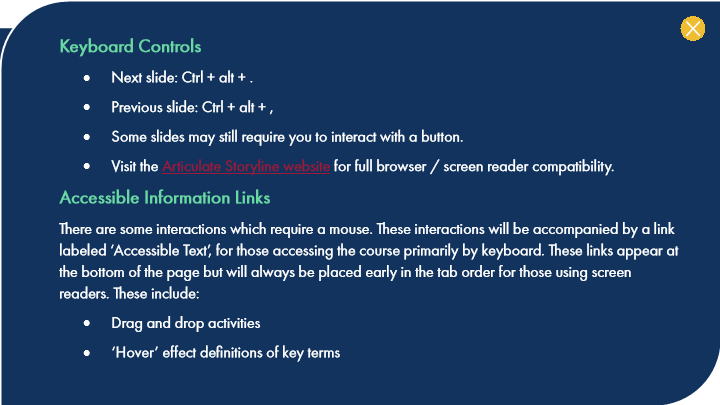 Keyboard Controls
• Next slide: Ctrl + alt + .
• Previous slide: Ctrl + alt + ,
• Some slides may still require you to interact with a button.
• Visit the Articulate Storyline website for full browser / screen reader compatibility.
Accessible Information Links
There are some interactions which require a mouse. These interactions will be accompanied by a link
labeled ‘Accessible Text’, for those accessing the course primarily by keyboard. These links appear at
the bottom of the page but will always be placed early in the tab order for those using screen
readers. These include:
• Drag and drop activities
• ‘Hover’ effect definitions of key terms